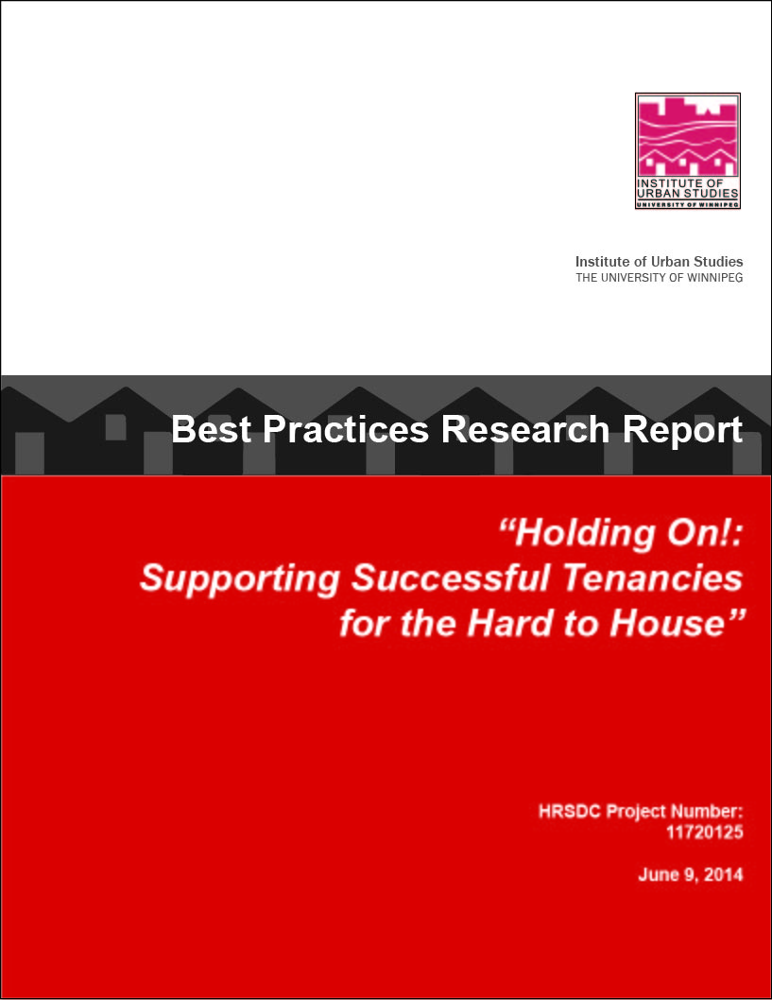 INSTITUTE OF
URBAN STUDIES
UNIVERSITY OF WINNIPEG
Institute of Urban Studies
THE UNIVERSITY OF WINNIPEG
Best Practices Research Report
“Holding On!:
Supporting Successful Tenancies
for the Hard to House”
HRSDC Project Number:
11720125
June 9, 2014